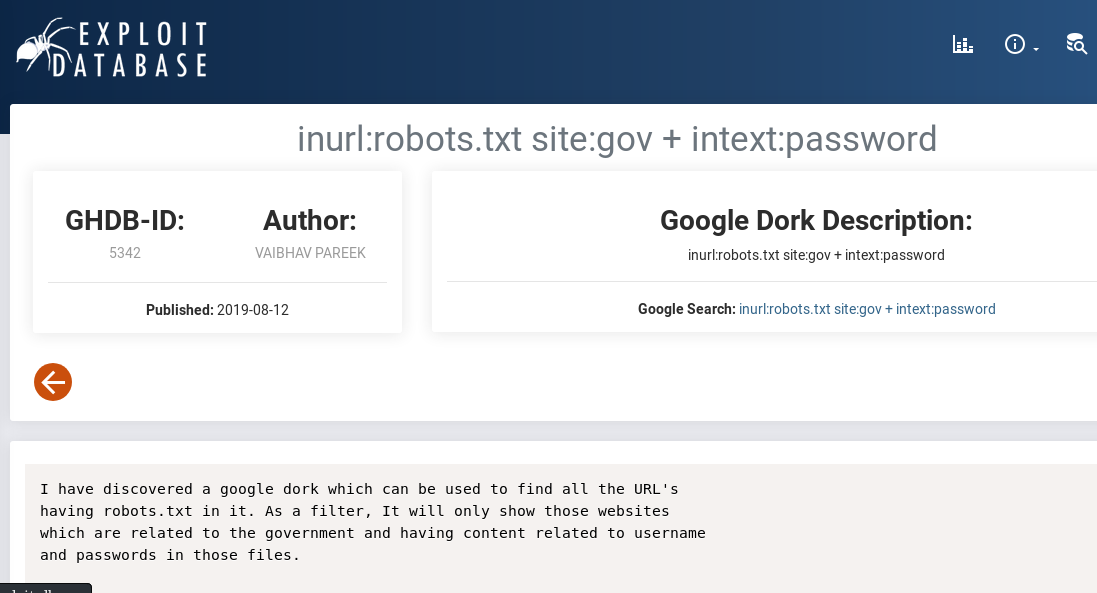 EXPLOIT
DATABASE
inurl:robots.txt site:gov + intext:password
GHDB-ID:
5342
Author:
VAIBHAV PAREEK
Published: 2019-08-12
Google Dork Description:
inurl:robots.txt site:gov + intext:password
Google Search: inurl:robots.txt site:gov + intext:password
I have discovered a google dork which can be used to find all the URL's
having robots.txt in it. As a filter, It will only show those websites
which are related to the government and having content related to username
and passwords in those files.